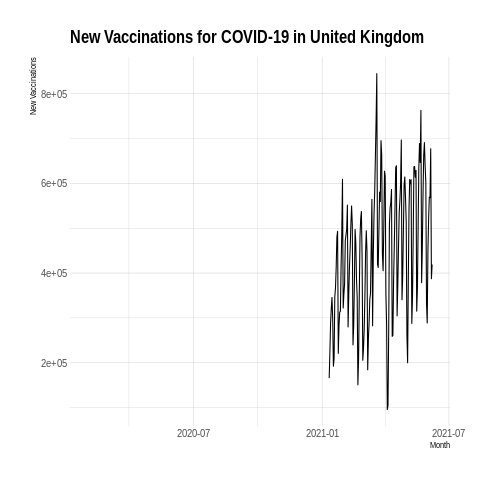 New Vaccinations for COVID-19 in United Kingdom
New Vaccinations
8e+05
6e+05
4e+05
2e+05
2020-07
2021-01
2021-07
Month